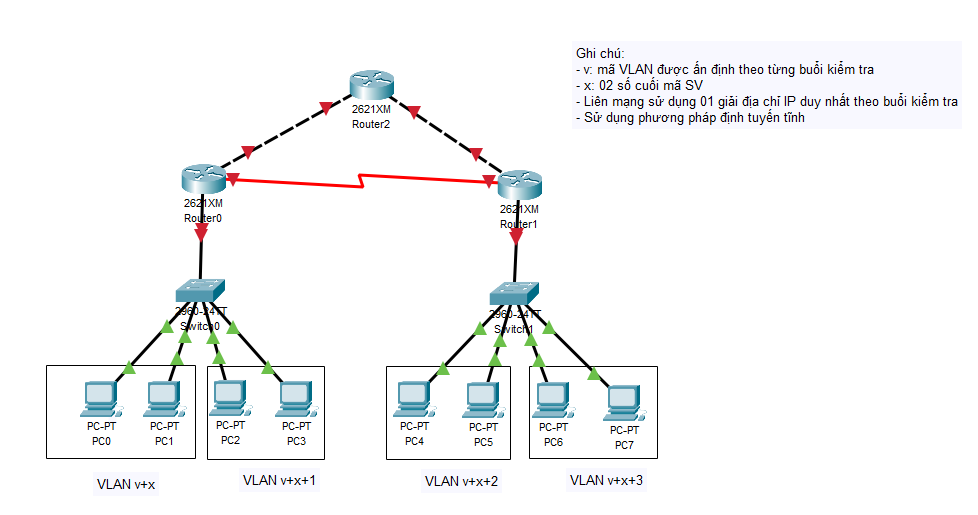 Ghi chú:
- v: mã VLAN được ấn định theo từng buổi kiểm tra
- x: 02 số cuối mã SV
- Liên mạng sử dụng 01 giải địa chỉ IP duy nhất theo buổi kiểm tra
- Sử dụng phương pháp định tuyến tĩnh
2621XM
Router2
2621XM
Router0
2621XM
Router1
2960-24TT
Switch0
2960-24TT
Switch1
PC-PT
PC0
PC-PT
PC1
PC-PT
PC2
PC-PT
PC3
PC-PT
PC4
PC-PT
PC5
PC-PT
PC6
PC-PT
PC7
VLAN v+x
VLAN v+x+1
VLAN v+x+2
VLAN v+x+3